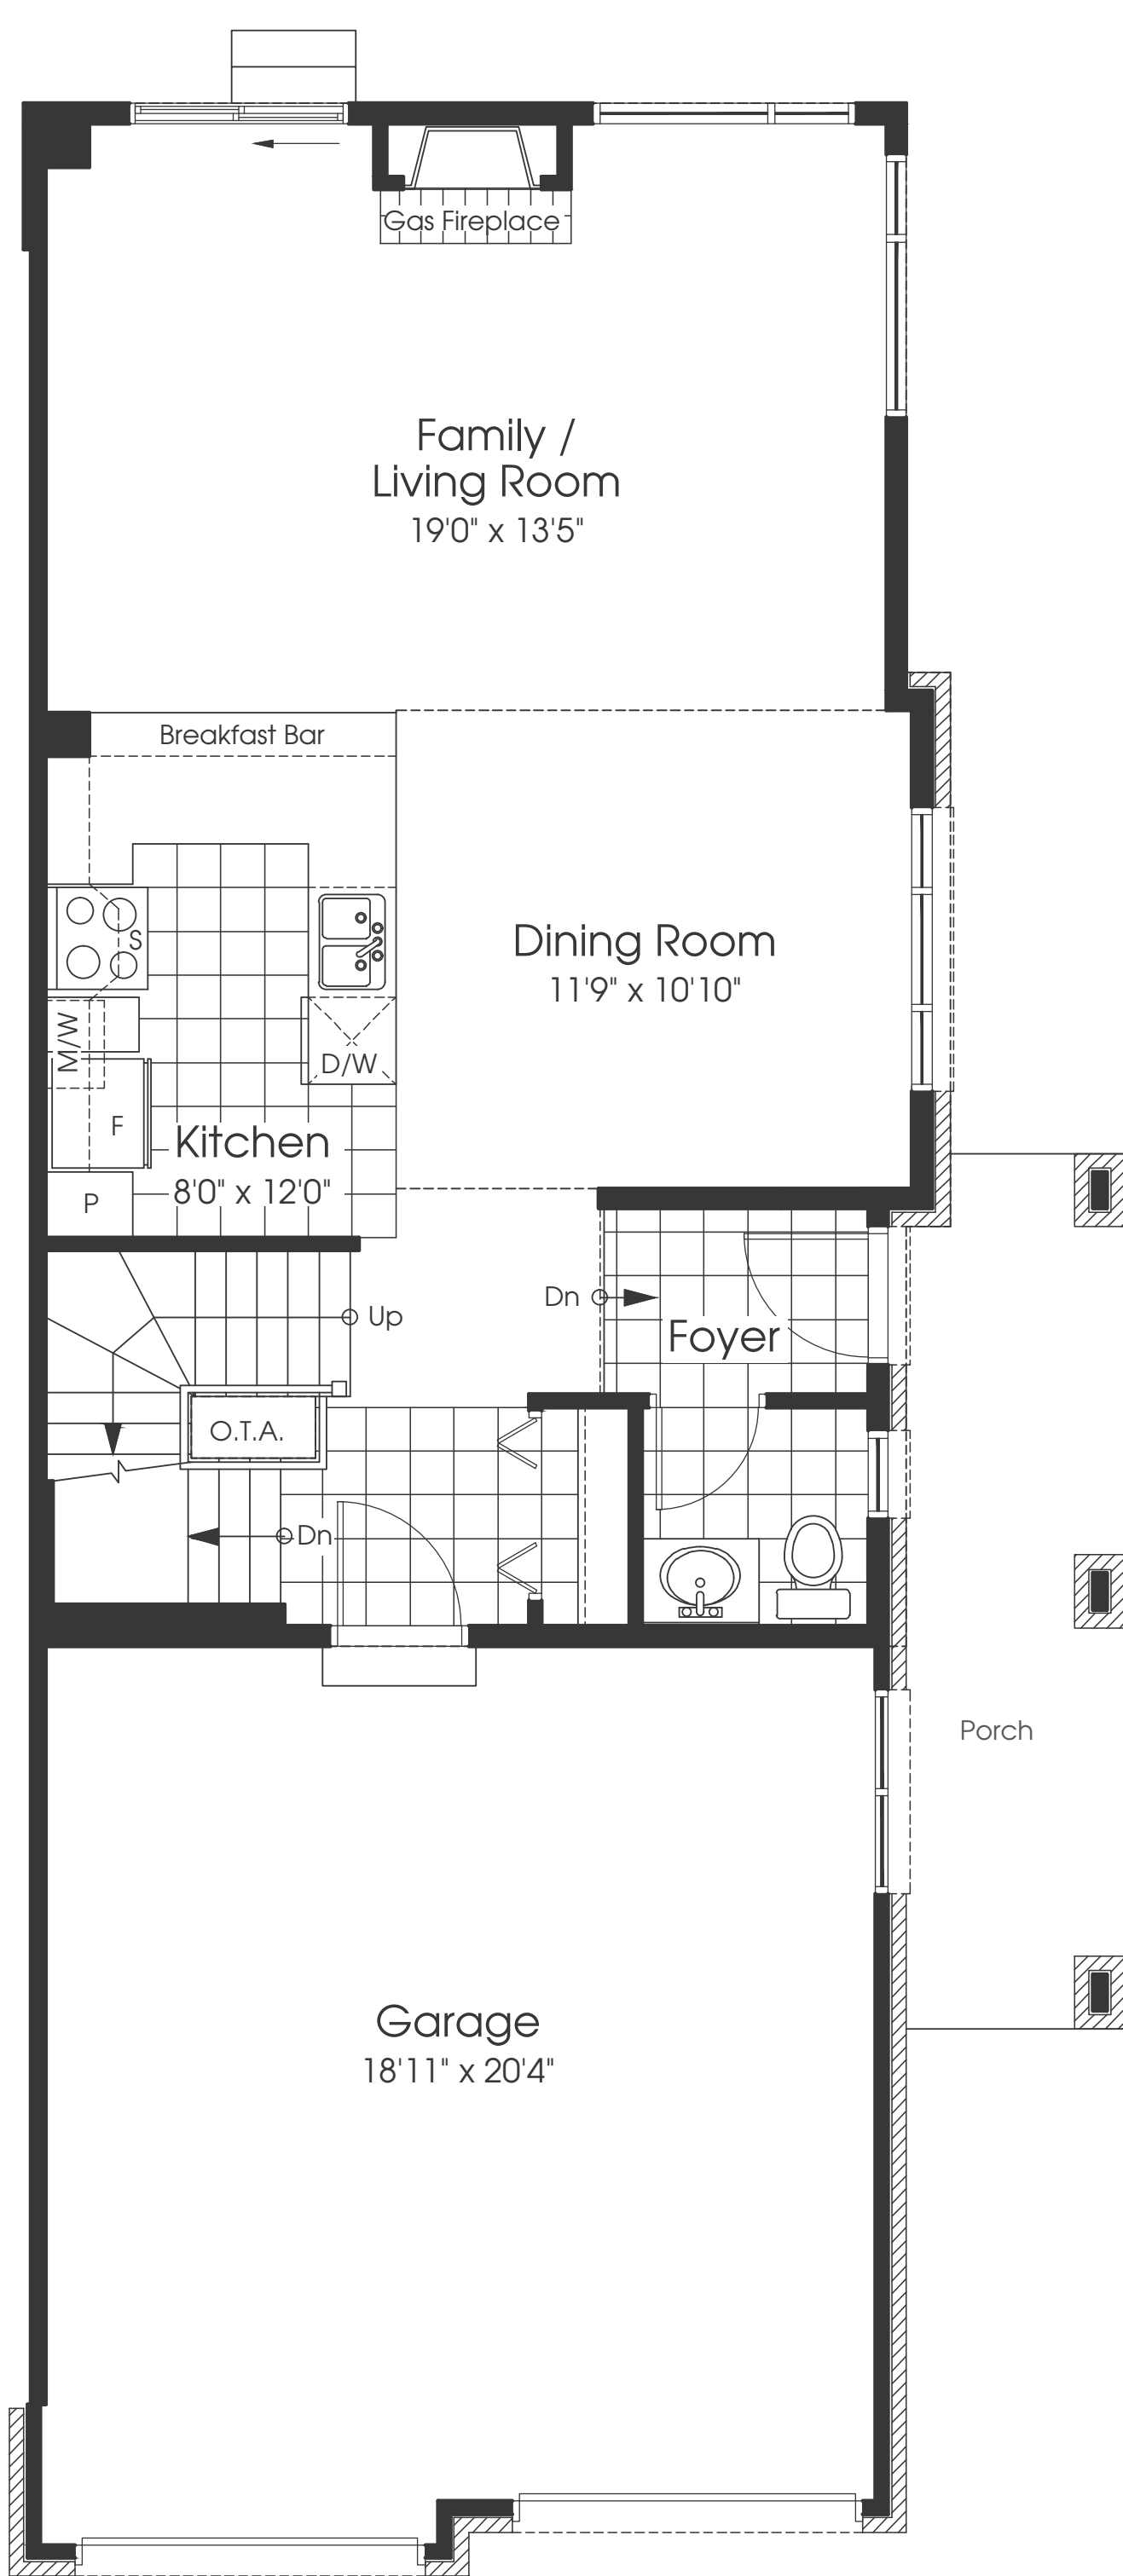 Gas Fireplace
Family /
Living Room
19'0" x 13'5"
Breakfast Bar
Dining Room
11'9" x 10'10"
S
M/W
D/W
F
Kitchen
8'0" x 12'0"
P
Dn
Up
Foyer
O.T.A.
Dn
Porch
Garage
18'11" x 20'4"